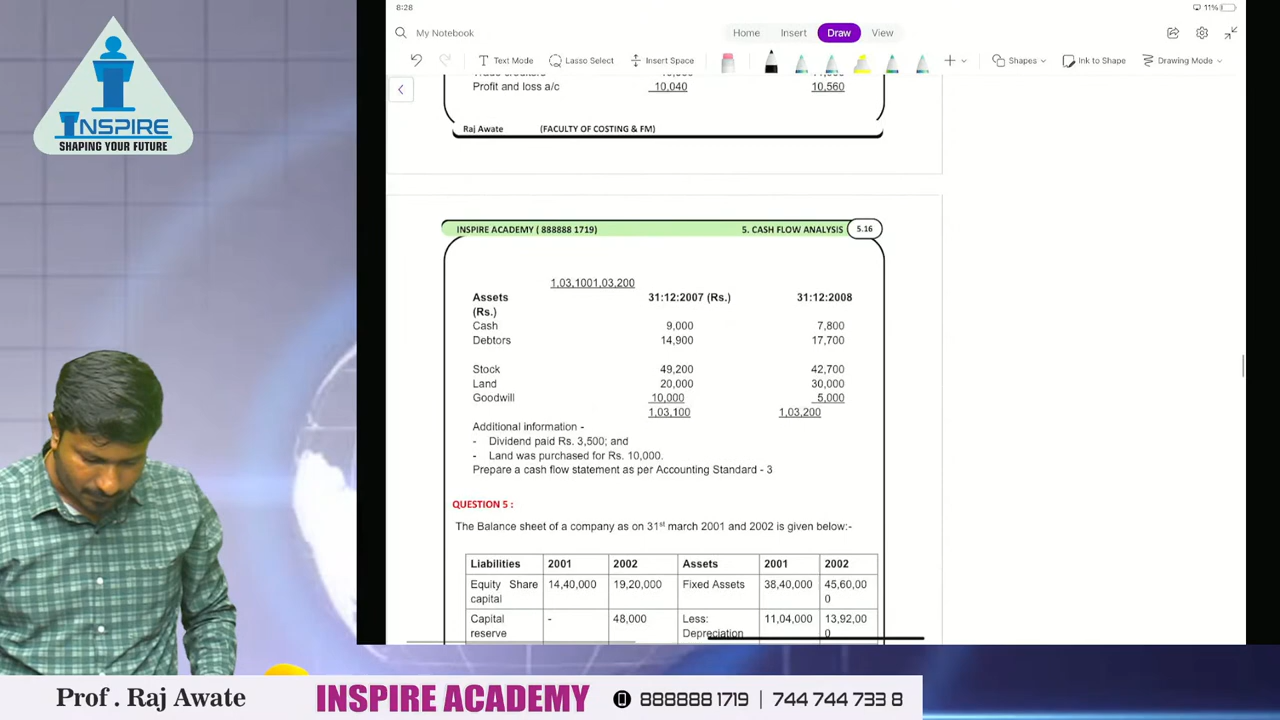 8:28
11%
My Notebook
Home Insert Draw View
Text Mode Lasso Select Insert Space Shapes Ink to Shape Drawing Mode
INSPIRE
SHAPING YOUR FUTURE
Profit and loss a/c 10,040 10,560
Raj Awate (FACULTY OF COSTING & FM)
INSPIRE ACADEMY ( 888888 1719) 5. CASH FLOW ANALYSIS 5.16
1,03,1001,03,200
Assets 31:12:2007 (Rs.) 31:12:2008
(Rs.)
Cash 9,000 7,800
Debtors 14,900 17,700
Stock 49,200 42,700
Land 20,000 30,000
Goodwill 10,000 5,000
1,03,100 1,03,200
Additional information -
- Dividend paid Rs. 3,500; and
- Land was purchased for Rs. 10,000.
Prepare a cash flow statement as per Accounting Standard - 3
QUESTION 5 :
The Balance sheet of a company as on 31st march 2001 and 2002 is given below:-
Liabilities 2001 2002 Assets 2001 2002
Equity Share 14,40,000 19,20,000 Fixed Assets 38,40,000 45,60,00
capital 0
Capital - 48,000 Less: 11,04,000 13,92,00
reserve Depreciation 0
Prof . Raj Awate INSPIRE ACADEMY 888888 1719 | 744 744 733 8